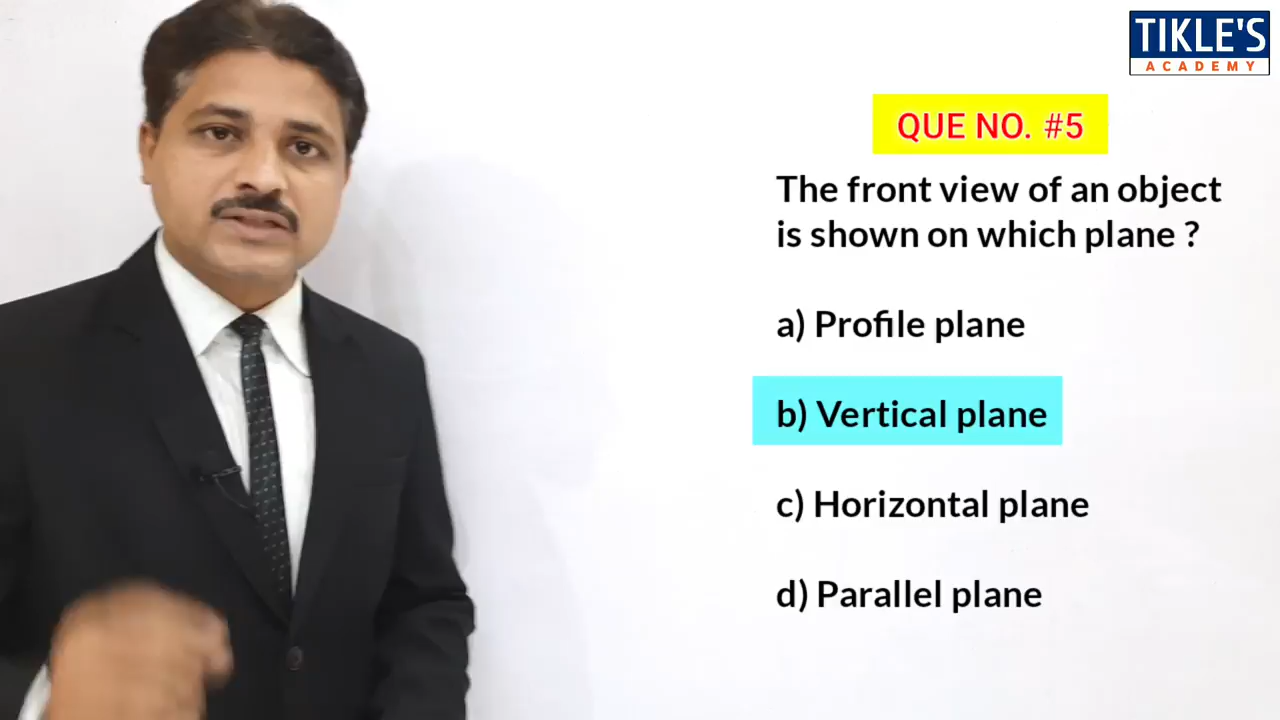 TIKLE'S
ACADEMY
QUE NO. #5
The front view of an object
is shown on which plane ?
a) Profile plane
b) Vertical plane
c) Horizontal plane
d) Parallel plane